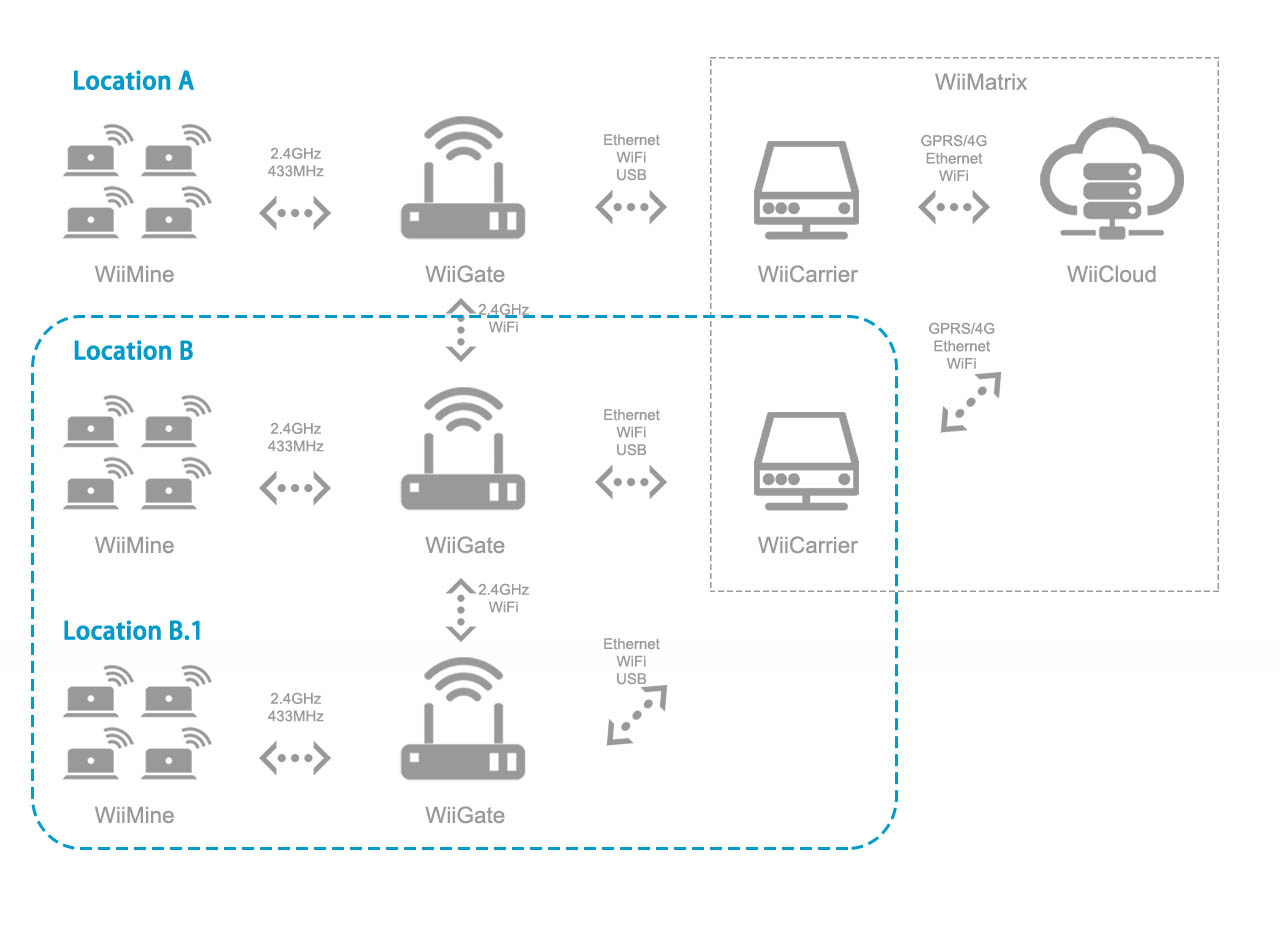 Location A
WiiMatrix
2.4GHz
433MHz
Ethernet
WiFi
USB
GPRS/4G
Ethernet
WiFi
WiiMine
WiiGate
WiiCarrier
WiiCloud
2.4GHz
WiFi
Location B
GPRS/4G
Ethernet
WiFi
2.4GHz
433MHz
Ethernet
WiFi
USB
WiiMine
WiiGate
WiiCarrier
2.4GHz
WiFi
Location B.1
Ethernet
WiFi
USB
2.4GHz
433MHz
WiiMine
WiiGate